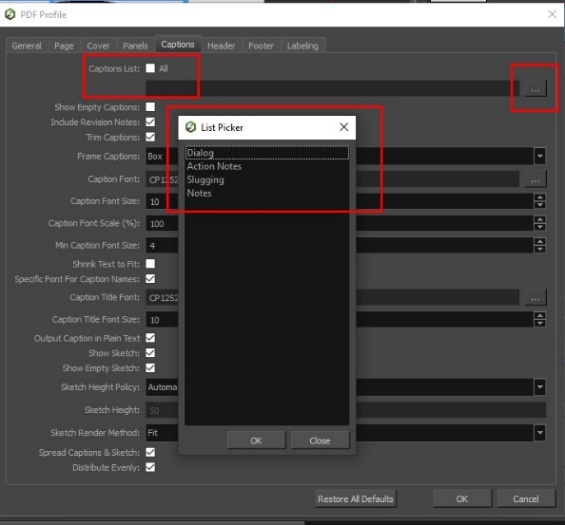 PDF Profile
General Page Cover Panels Captions Header Footer Labeling
Captions List: All
...
Show Empty Captions:
Include Revision Notes:
Trim Captions:
Frame Captions: Box
Caption Font: CP1252 ...
Caption Font Size: 10
Caption Font Scale (%): 100
Min Caption Font Size: 4
Shrink Text to Fit:
Specific Font For Caption Names:
Caption Title Font: CP1252 ...
Caption Title Font Size: 10
Output Caption in Plain Text
Show Sketch:
Show Empty Sketch:
Sketch Height Policy: Automa
Sketch Height: 50
Sketch Render Method: Fit
Spread Captions & Sketch:
Distribute Evenly:
List Picker
Dialog
Action Notes
Slugging
Notes
OK Close
Restore All Defaults OK Cancel